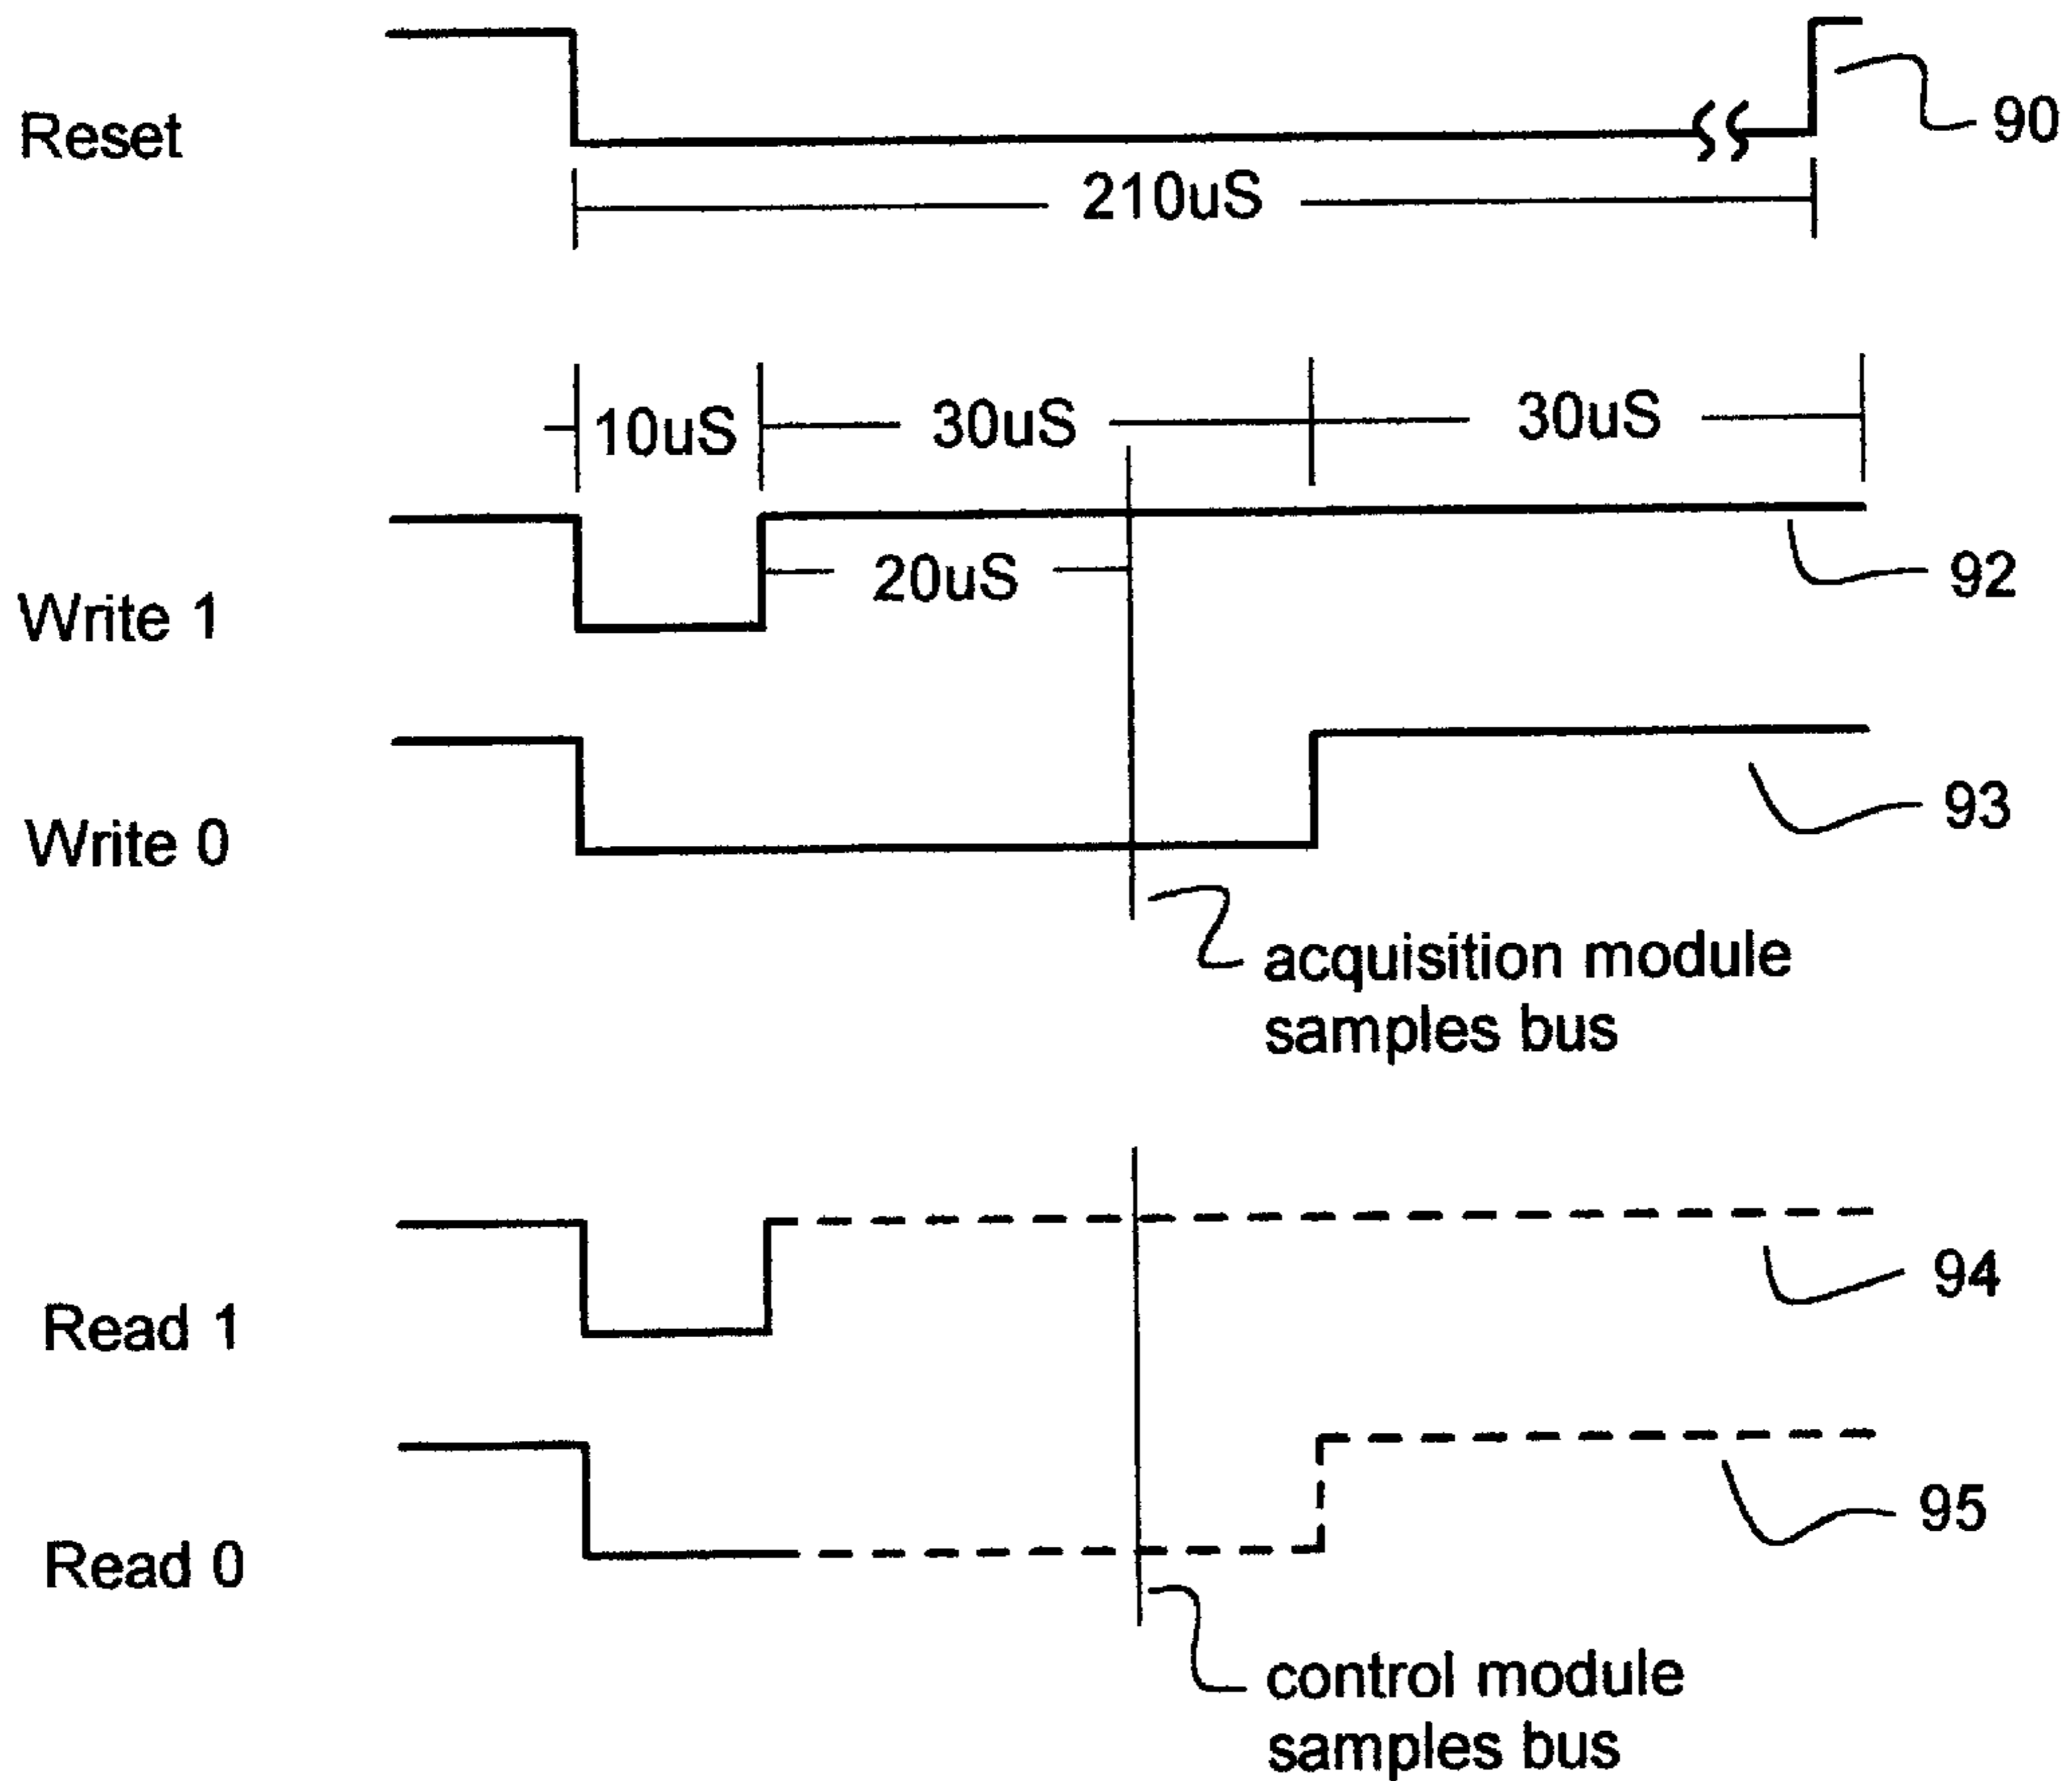 Reset
90
210uS
10uS 30uS 30uS
20uS
92
Write 1
93
Write 0
acquisition module
samples bus
94
Read 1
95
Read 0
control module
samples bus